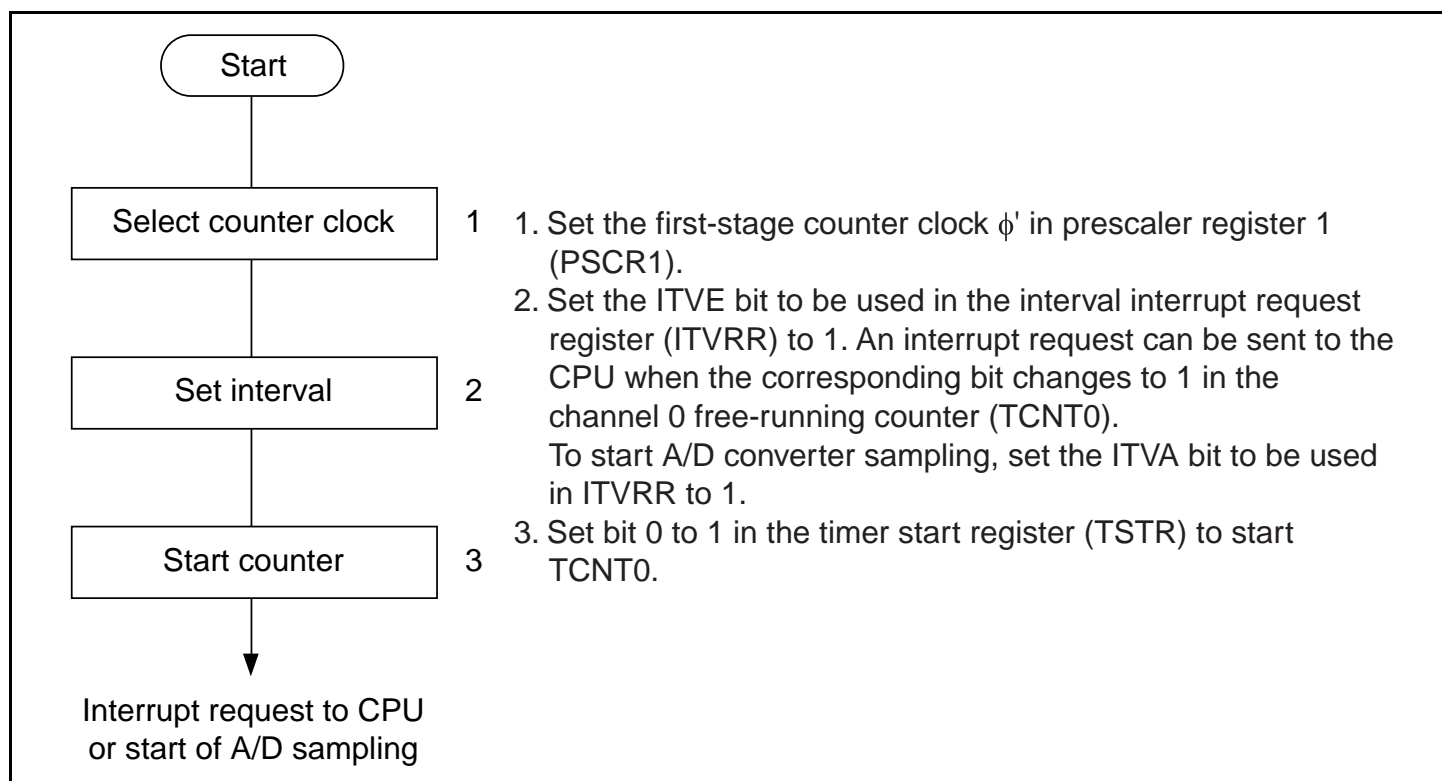 Start
Select counter clock
1
Set interval
2
Start counter
3
Interrupt request to CPU
or start of A/D sampling
1. Set the first-stage counter clock ϕ' in prescaler register 1
(PSCR1).
2. Set the ITVE bit to be used in the interval interrupt request
register (ITVRR) to 1. An interrupt request can be sent to the
CPU when the corresponding bit changes to 1 in the
channel 0 free-running counter (TCNT0).
To start A/D converter sampling, set the ITVA bit to be used
in ITVRR to 1.
3. Set bit 0 to 1 in the timer start register (TSTR) to start
TCNT0.